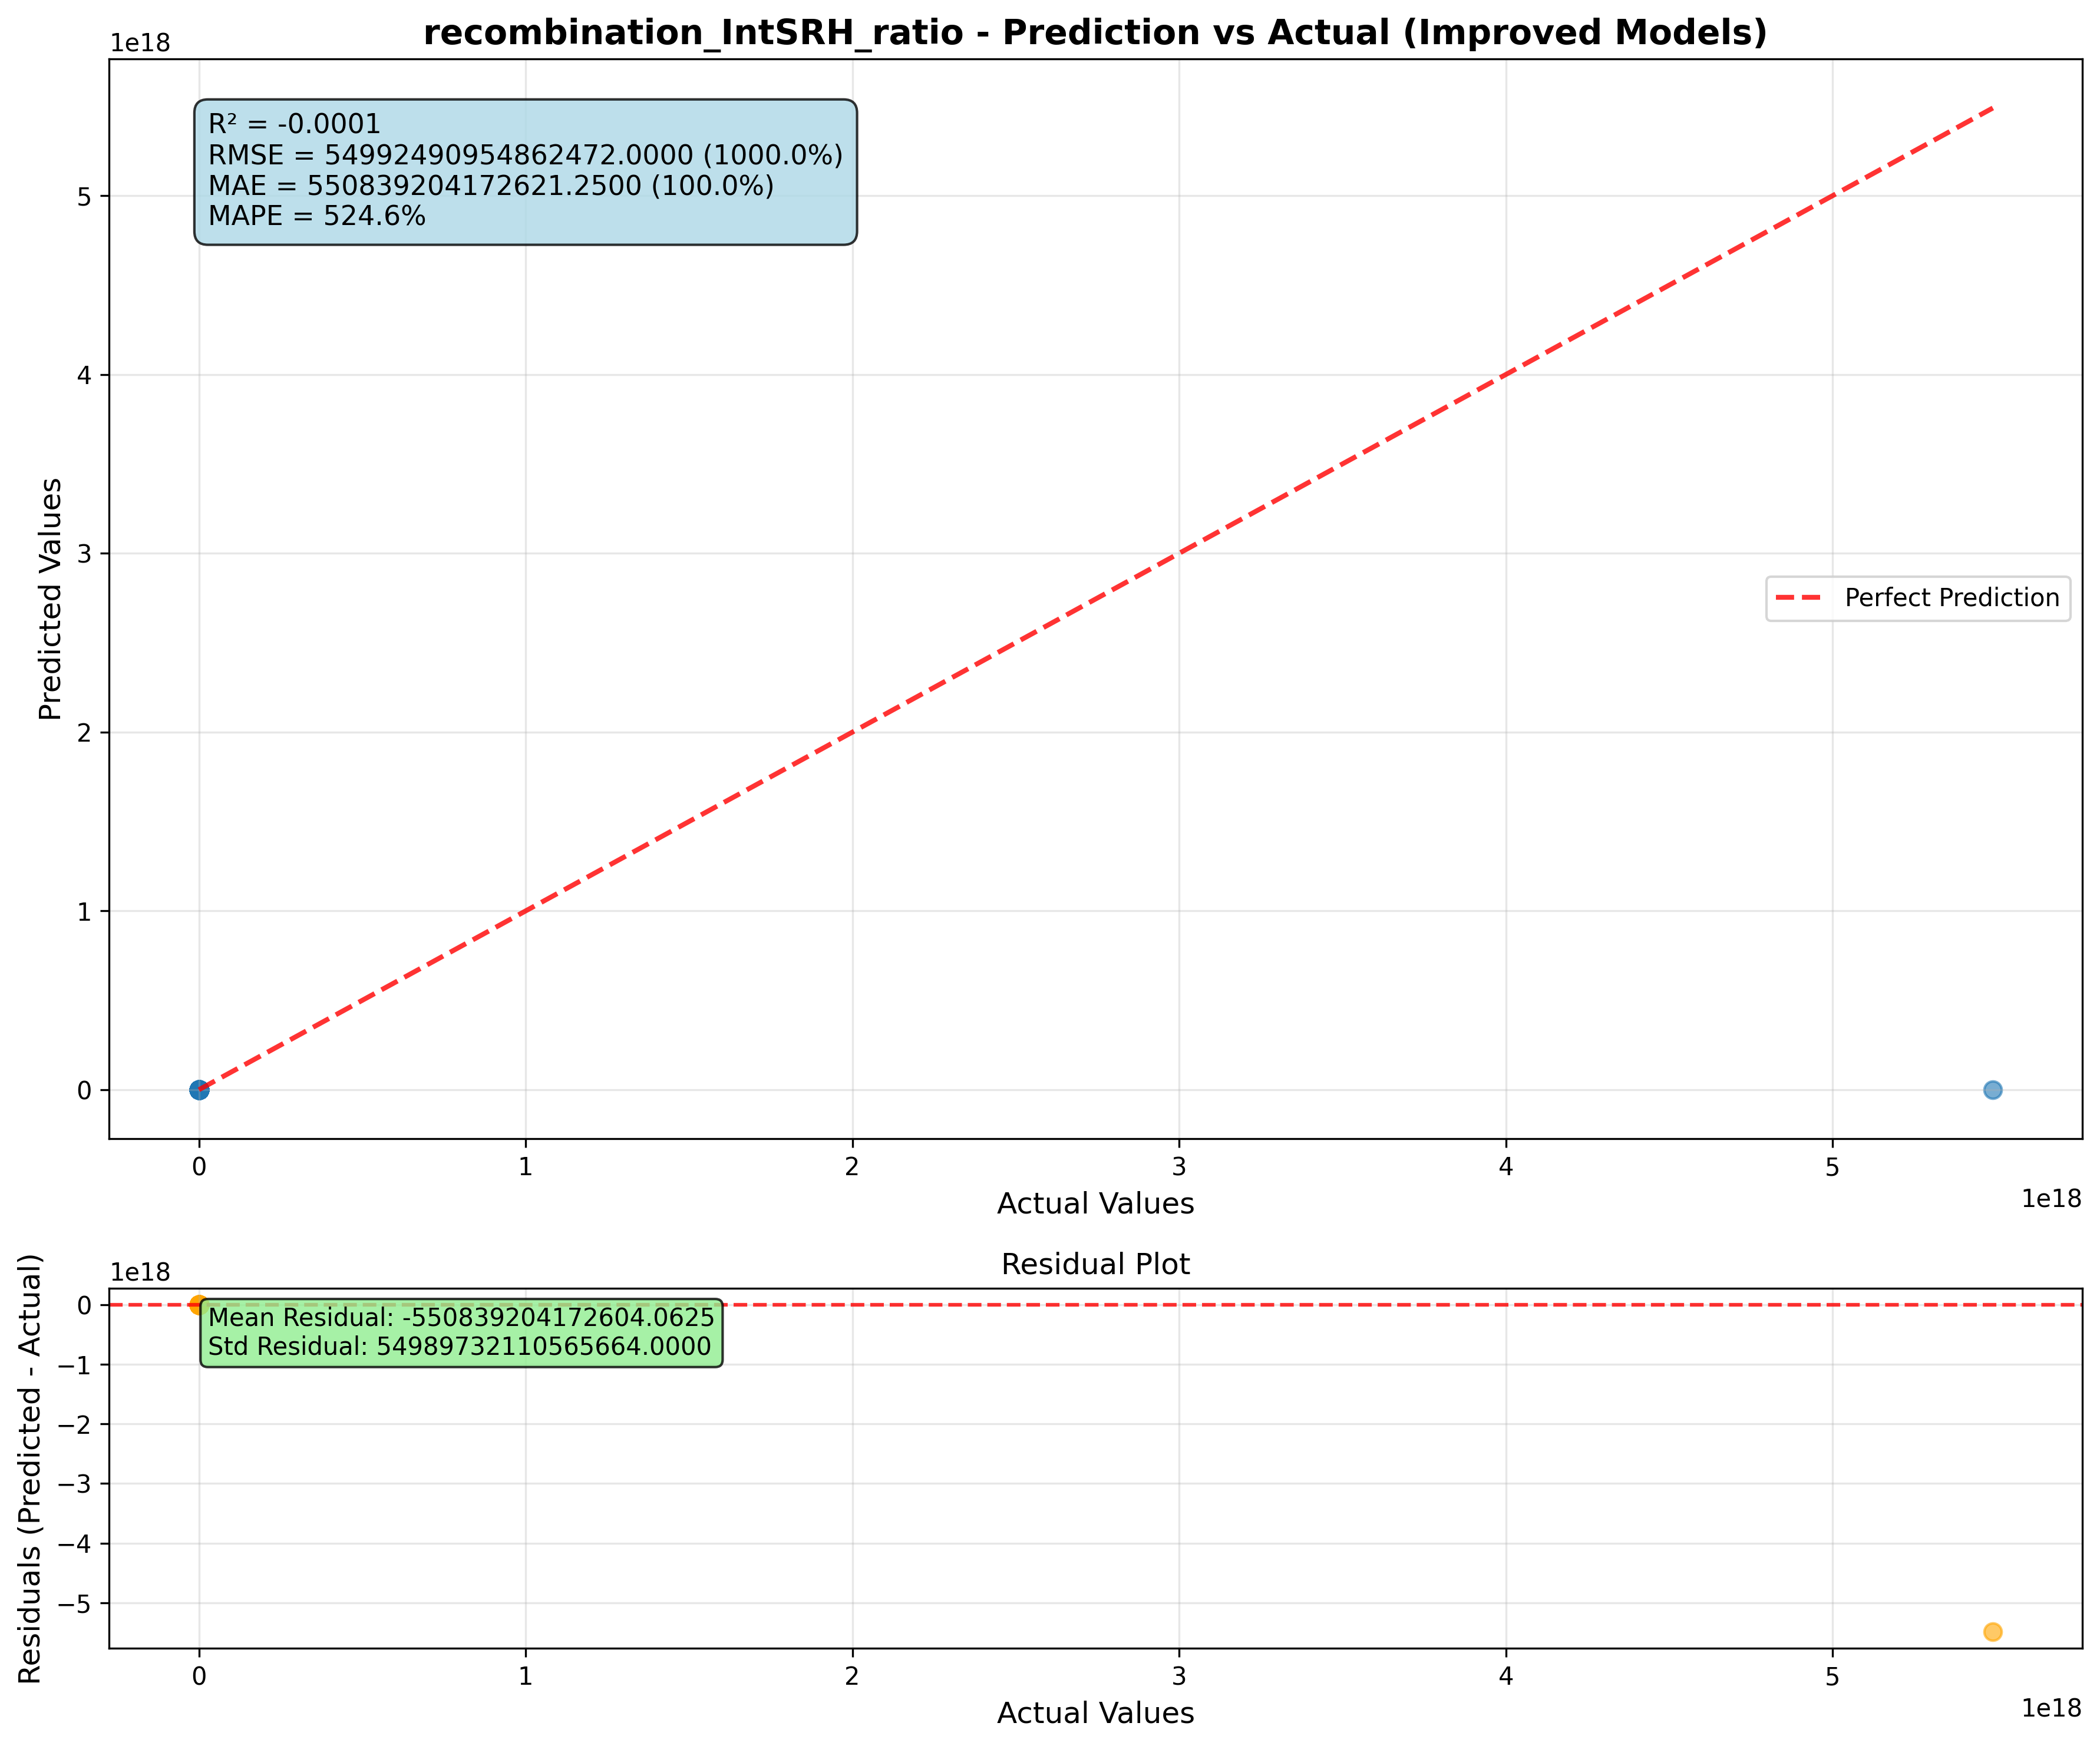 recombination_IntSRH_ratio - Prediction vs Actual (Improved Models)
1e18
R² = -0.0001
RMSE = 54992490954862472.0000 (1000.0%)
MAE = 550839204172621.2500 (100.0%)
MAPE = 524.6%
5
4
3
2
1
0
Predicted Values
Perfect Prediction
0 1 2 3 4 5
1e18
Actual Values
Residual Plot
1e18
Mean Residual: -550839204172604.0625
Std Residual: 54989732110565664.0000
0
−1
−2
−3
−4
−5
Residuals (Predicted - Actual)
0 1 2 3 4 5
1e18
Actual Values